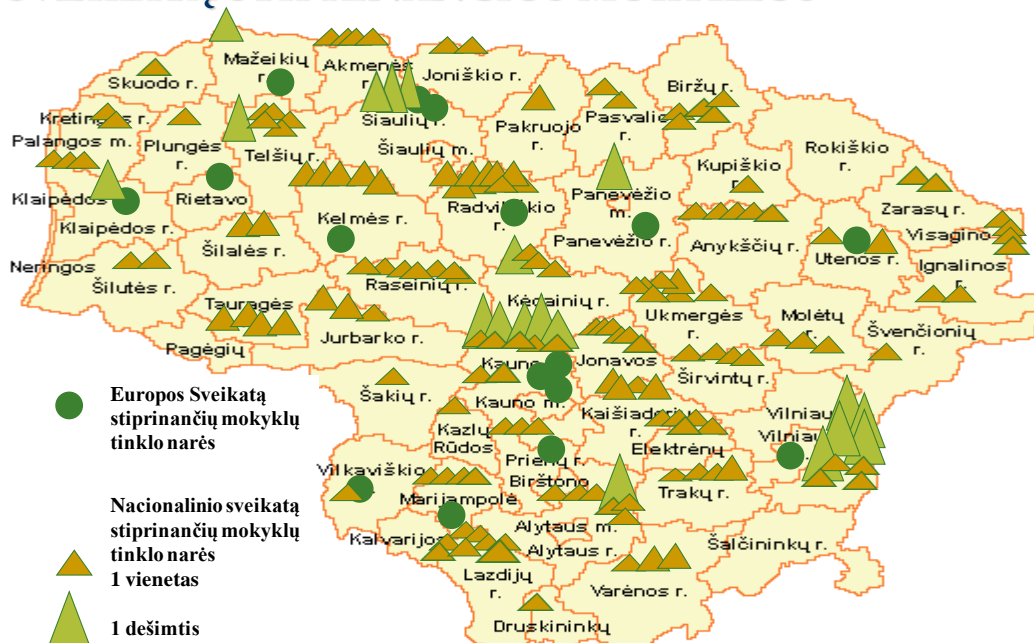 Mažeikių
r.
Akmenės
r.
Joniškio r.
Skuodo r.
Biržų r.
Pasvalio
r.
Pakruojo
r.
Šiaulių r.
Šiaulių m.
Kretingos r.
Palangos m.
Plungės
r.
Telšių r.
Rokiškio
r.
Kupiškio
r.
Panevėžio
m.
Klaipėdos
Rietavo
Klaipėdos r.
Kelmės r.
Radviliškio
r.
Panevėžio r.
Anykščių r.
Zarasų r.
Visagino
Utenos r.
Ignalinos
r.
Šilalės r.
Neringos
Šilutės r.
Raseinių r.
Kėdainių r.
Tauragės
Jurbarko r.
Ukmergės
r.
Molėtų
r.
Švenčionių
r.
Pagėgių
Kauno
Jonavos
Širvintų r.
Šakių r.
Kauno m.
Kaišiadorių
r.
Vilniaus
Vilniaus
Kazlų
Rūdos
Elektrėnų
Prienų r.
Birštono
Vilkaviškio
Trakų r.
Marijampolė
Alytaus m.
Kalvarijos
Alytaus r.
Šalčininkų r.
Lazdijų
r.
Varėnos r.
Druskininkų
Europos Sveikatą
stiprinančių mokyklų
tinklo narės
Nacionalinio sveikatą
stiprinančių mokyklų
tinklo narės
1 vienetas
1 dešimtis